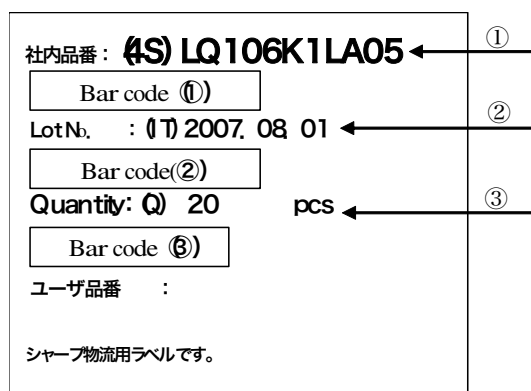 社内品番: (4S) LQ106K1LA05 ①
Bar code (①)
LotNo. : (1T) 2007. 08. 01 ②
Bar code(②)
Quantity: (Q) 20 pcs ③
Bar code (③)
ユーザ品番 :
シャープ物流用ラベルです。